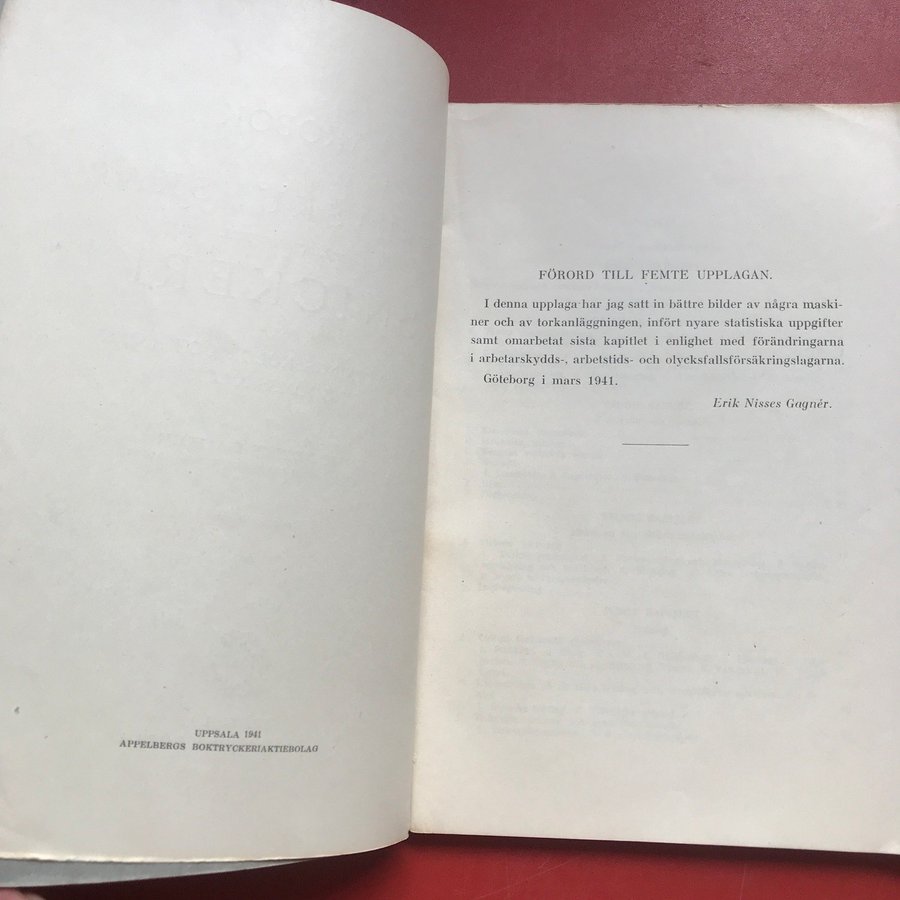 UPPSALA 1941
APPELBERGS BOKTRYCKERIAKTIEBOLAG
FÖRORD TILL FEMTE UPPLAGAN.
I denna upplaga har jag satt in bättre bilder av några maski-
ner och av torkanläggningen, infört nyare statistiska uppgifter
samt omarbetat sista kapitlet i enlighet med förändringarna
i arbetarskydds-, arbetstids- och olycksfallsförsäkringslagarna.
Göteborg i mars 1941.
Erik Nisses Gagnér.